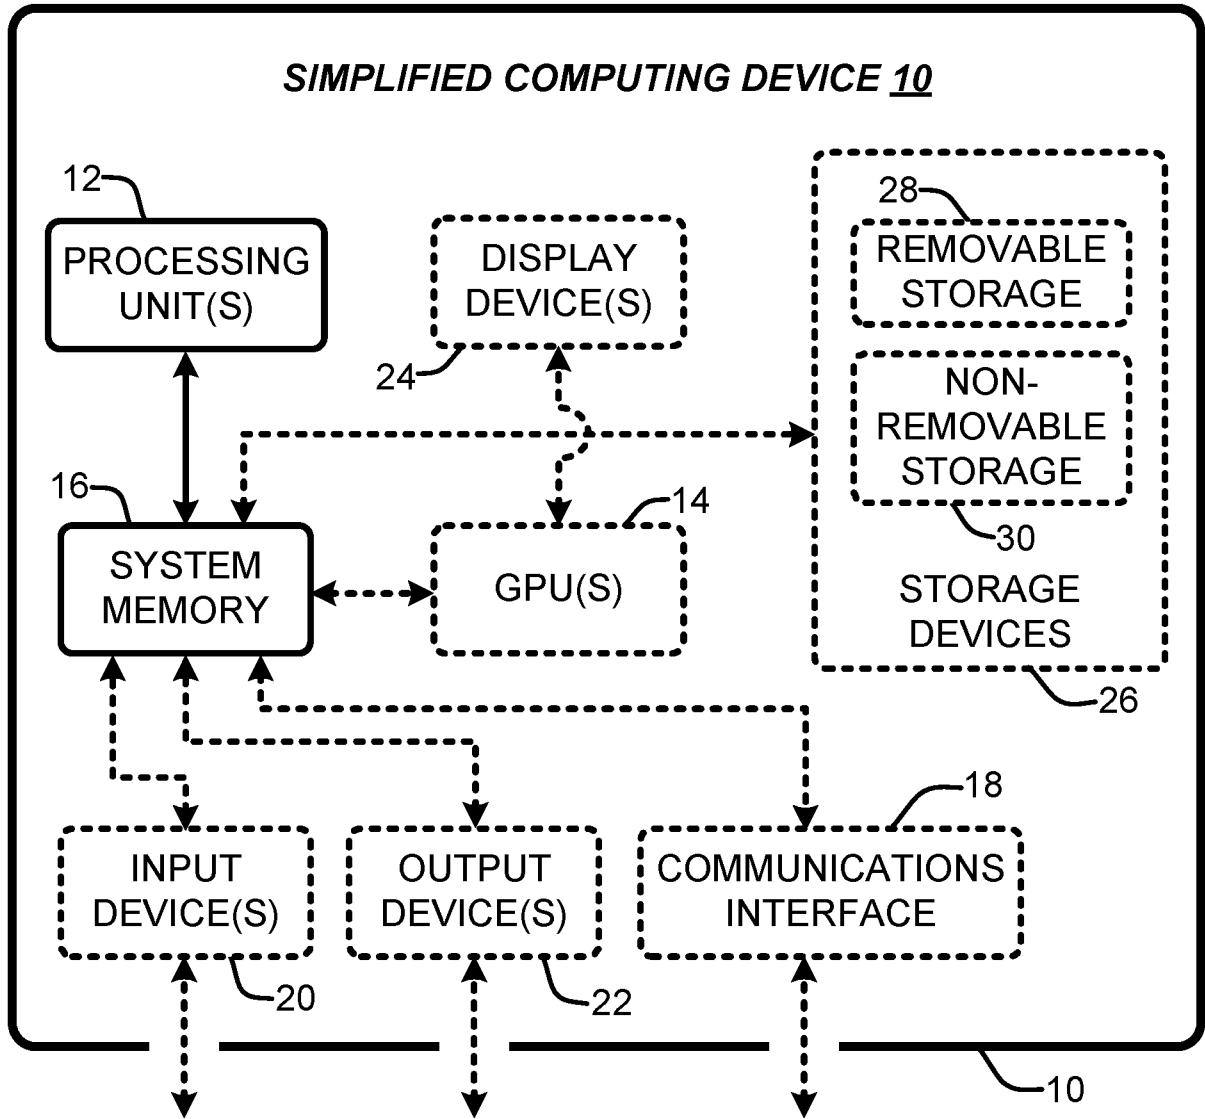 SIMPLIFIED COMPUTING DEVICE 10
12
PROCESSING
UNIT(S)
DISPLAY
DEVICE(S)
24
28
REMOVABLE
STORAGE
NON-
REMOVABLE
STORAGE
30
STORAGE
DEVICES
26
16
SYSTEM
MEMORY
14
GPU(S)
INPUT
DEVICE(S)
20
OUTPUT
DEVICE(S)
22
18
COMMUNICATIONS
INTERFACE
10